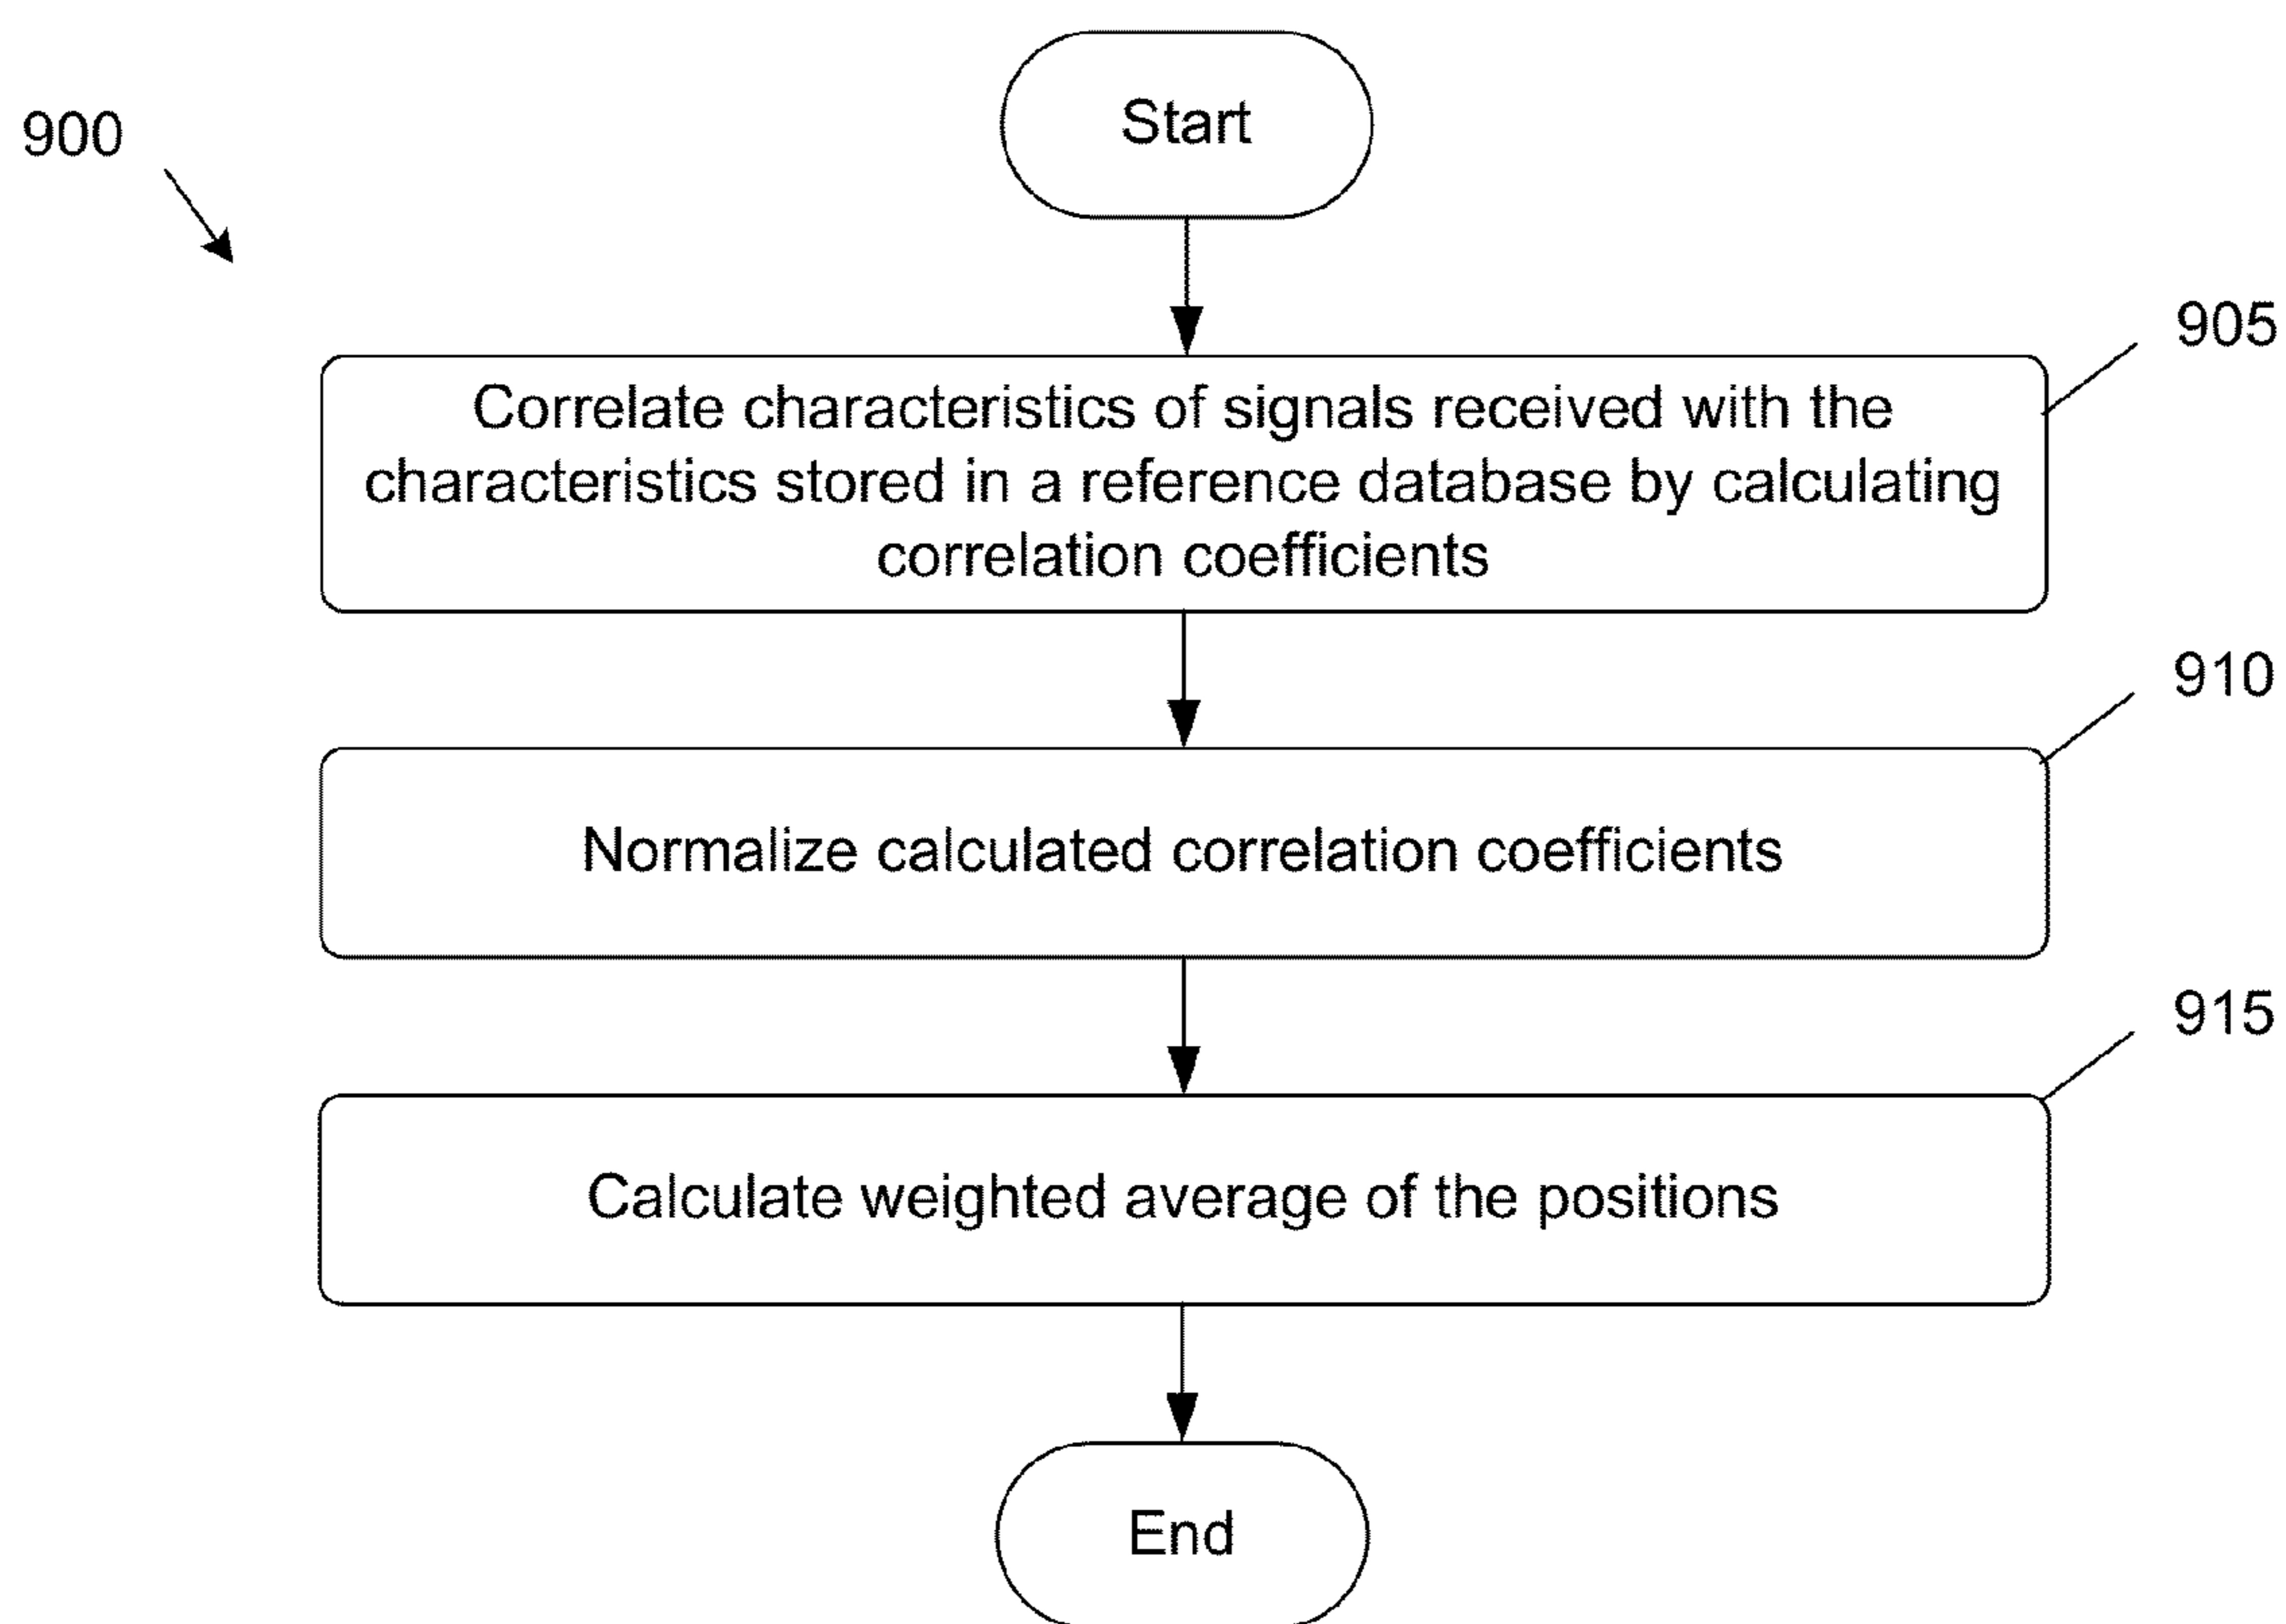 900
Start
905
Correlate characteristics of signals received with the
characteristics stored in a reference database by calculating
correlation coefficients
910
Normalize calculated correlation coefficients
915
Calculate weighted average of the positions
End